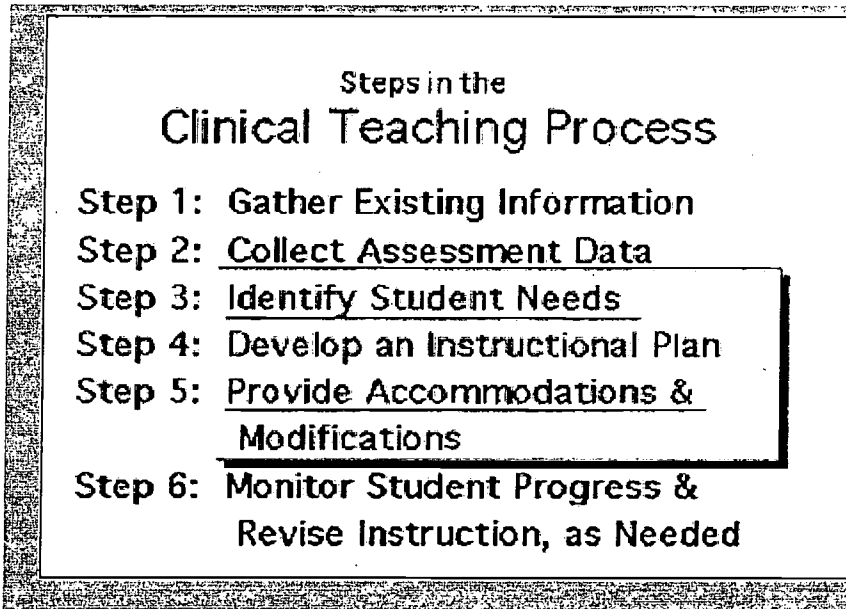 Steps in the
Clinical Teaching Process
Step 1: Gather Existing Information
Step 2: Collect Assessment Data
Step 3: Identify Student Needs
Step 4: Develop an Instructional Plan
Step 5: Provide Accommodations &
Modifications
Step 6: Monitor Student Progress &
Revise Instruction, as Needed